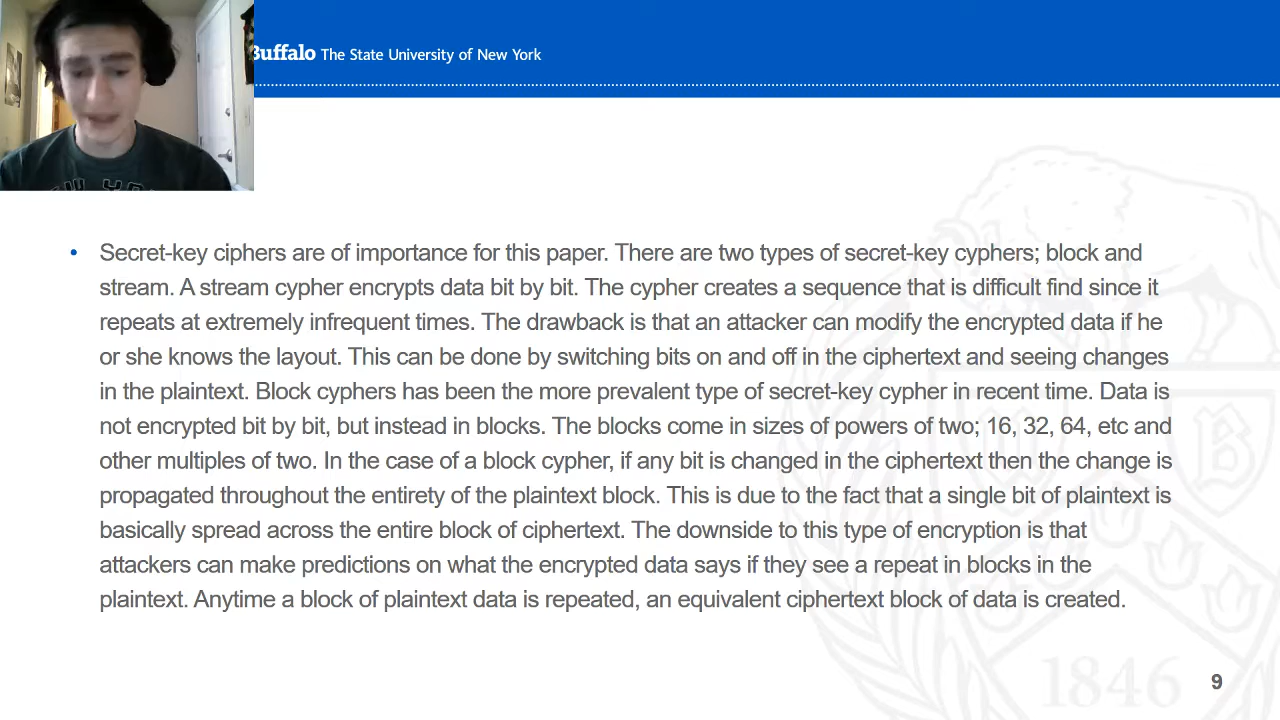 Buffalo The State University of New York
• Secret-key ciphers are of importance for this paper. There are two types of secret-key cyphers; block and
stream. A stream cypher encrypts data bit by bit. The cypher creates a sequence that is difficult find since it
repeats at extremely infrequent times. The drawback is that an attacker can modify the encrypted data if he
or she knows the layout. This can be done by switching bits on and off in the ciphertext and seeing changes
in the plaintext. Block cyphers has been the more prevalent type of secret-key cypher in recent time. Data is
not encrypted bit by bit, but instead in blocks. The blocks come in sizes of powers of two; 16, 32, 64, etc and
other multiples of two. In the case of a block cypher, if any bit is changed in the ciphertext then the change is
propagated throughout the entirety of the plaintext block. This is due to the fact that a single bit of plaintext is
basically spread across the entire block of ciphertext. The downside to this type of encryption is that
attackers can make predictions on what the encrypted data says if they see a repeat in blocks in the
plaintext. Anytime a block of plaintext data is repeated, an equivalent ciphertext block of data is created.
1846
9